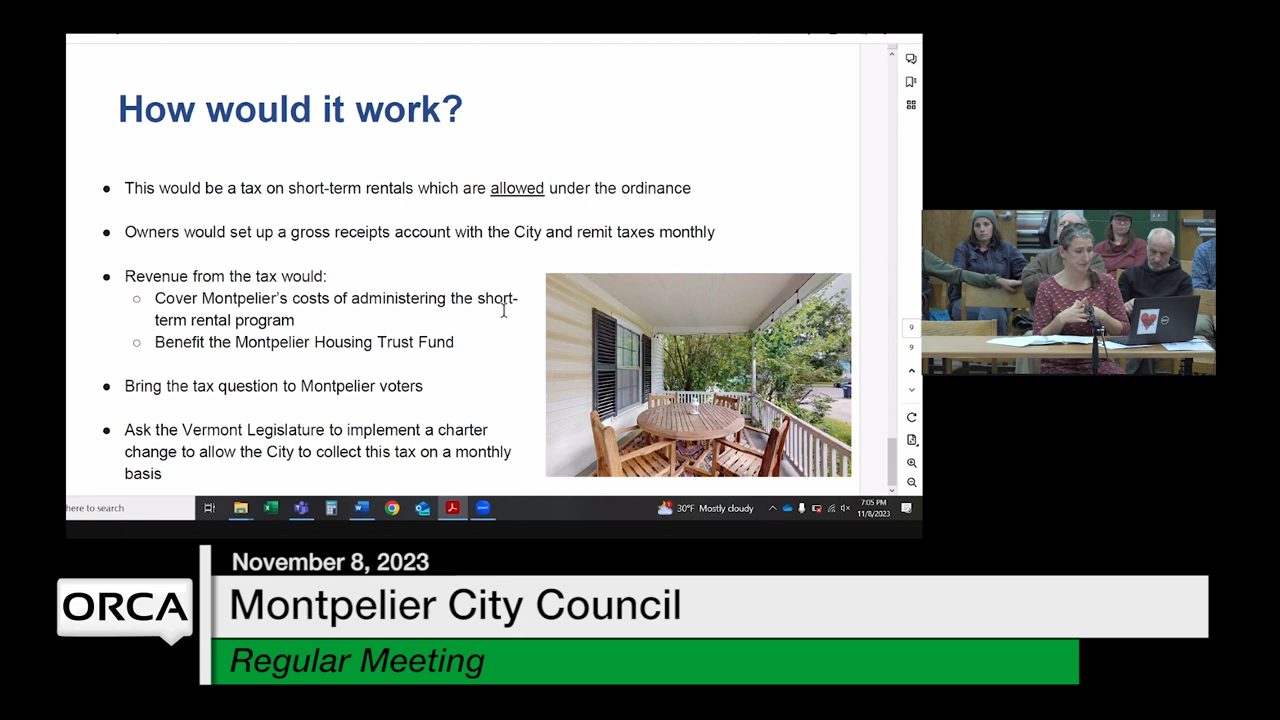 How would it work?
● This would be a tax on short-term rentals which are allowed under the ordinance
● Owners would set up a gross receipts account with the City and remit taxes monthly
● Revenue from the tax would:
○ Cover Montpelier's costs of administering the short-
term rental program
○ Benefit the Montpelier Housing Trust Fund
● Bring the tax question to Montpelier voters
● Ask the Vermont Legislature to implement a charter
change to allow the City to collect this tax on a monthly
basis
9
9
here to search
30°F Mostly cloudy
7:05 PM
11/8/2023
November 8, 2023
ORCA
Montpelier City Council
Regular Meeting